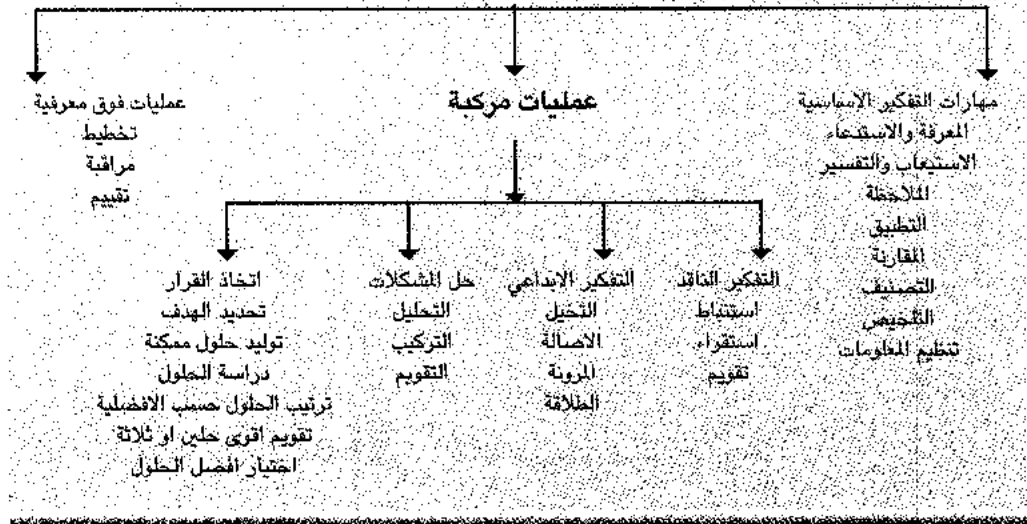 مهارات التفكير الاساسية
المعرفة والاستدعاء
الاستيعاب والتفسير
الملاحظة
التطبيق
المقارنة
التصنيف
التلخيص
تنظيم المعلومات
عمليات مركبة
عمليات فوق معرفية
تخطيط
مراقبة
تقييم
التفكير الناقد
استنباط
استقراء
تقويم
التفكير الابداعي
التخيل
الاصالة
المرونة
الطلاقة
حل المشكلات
التحليل
التركيب
التقويم
اتخاذ القرار
تحديد الهدف
توليد حلول ممكنة
دراسة الحلول
ترتيب الحلول حسب الافضلية
تقويم اقوى حلين او ثلاثة
اختيار افضل الحلول